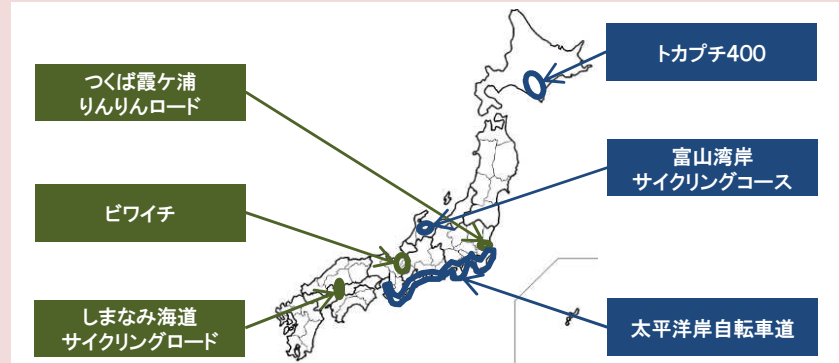 つくば霞ケ浦
りんりんロード
ビワイチ
しまなみ海道
サイクリングロード
トカプチ400
富山湾岸
サイクリングコース
太平洋岸自転車道